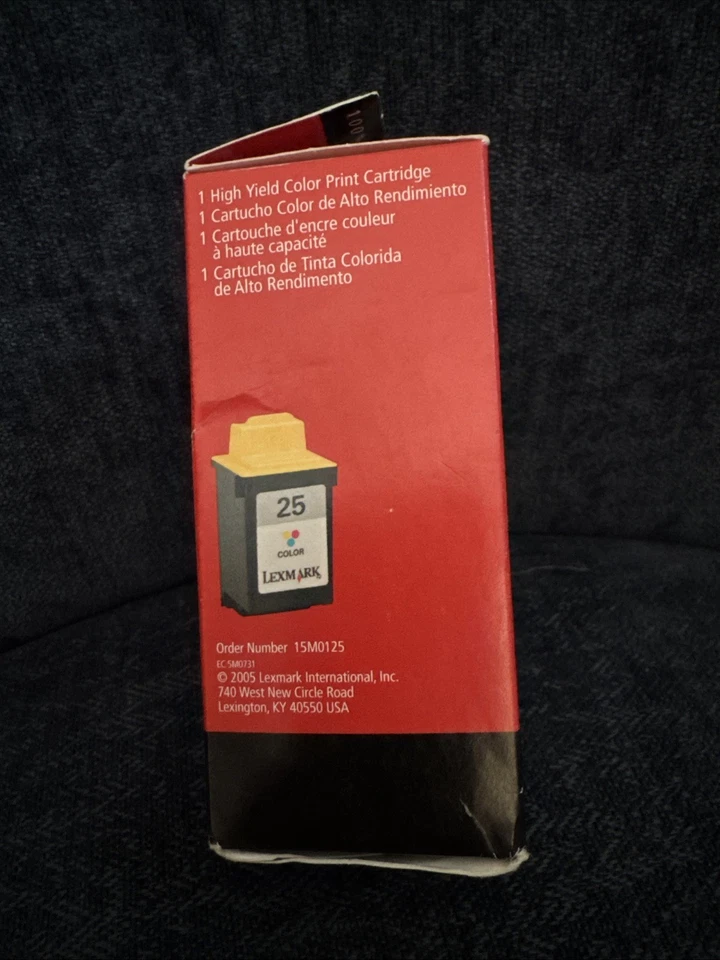 100%
1 High Yield Color Print Cartridge
1 Cartucho Color de Alto Rendimiento
1 Cartouche d'encre couleur
à haute capacité
1 Cartucho de Tinta Colorida
de Alto Rendimento
25
COLOR
LEXMARK
Order Number 15M0125
EC 5M0731
© 2005 Lexmark International, Inc.
740 West New Circle Road
Lexington, KY 40550 USA